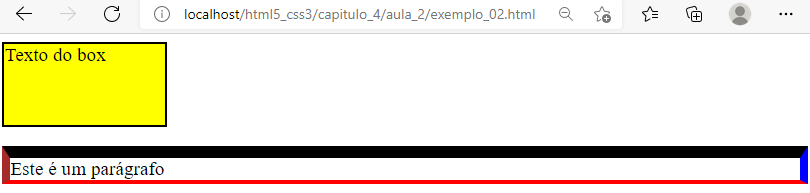 localhost/html5_css3/capitulo_4/aula_2/exemplo_02.html
Texto do box
Este é um parágrafo